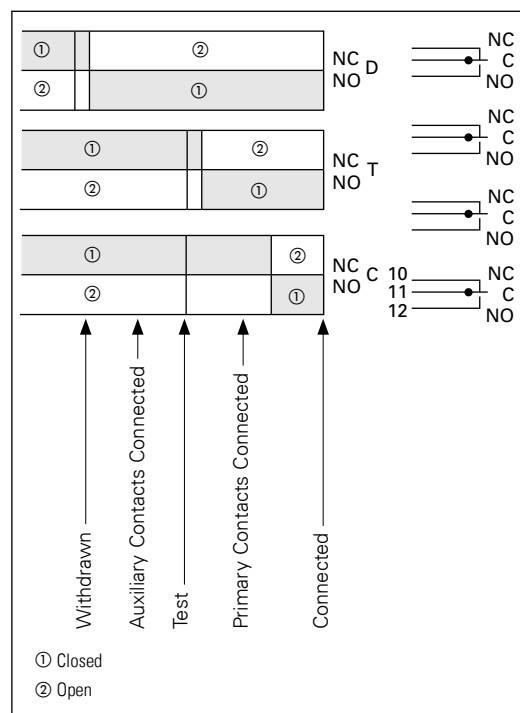 ① ② NC D
② ① NO
① ② NC T
② ① NO
① ② NC C
② ① NO
NC
C
NO
NC
C
NO
NC
C
NO
10 NC
11 C
12 NO
Withdrawn
Auxiliary Contacts Connected
Test
Primary Contacts Connected
Connected
① Closed
② Open